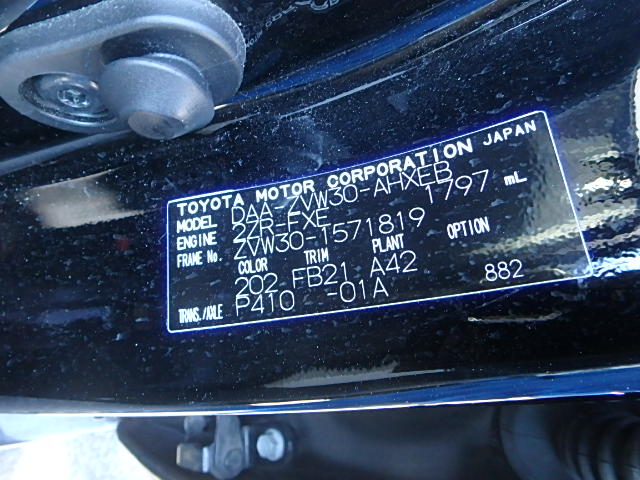 TOYOTA MOTOR CORPORATION JAPAN
MODEL DAA-ZVW30-AHXEB
ENGINE 2ZR-FXE 1797 mL
FRAME No. ZVW30-1571819
COLOR TRIM PLANT OPTION
202 FB21 A42 882
TRANS./AXLE P410 -01A